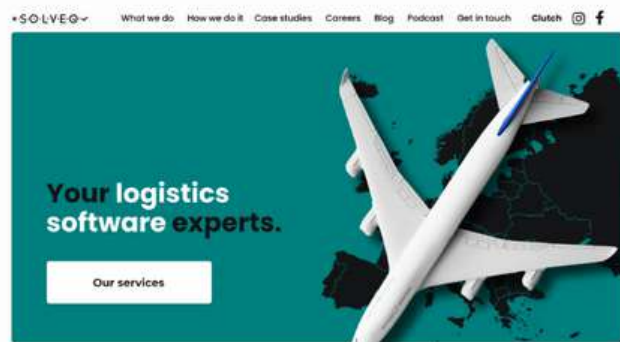 SOLVEQ
What we do How we do it Case studies Careers Blog Podcast Get in touch Clutch
Your logistics
software experts.
Our services